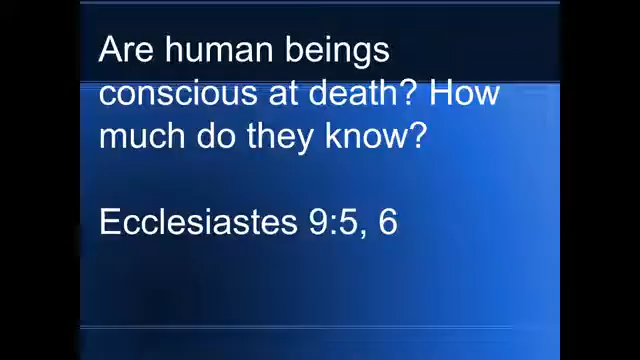 Are human beings
conscious at death? How
much do they know?
Ecclesiastes 9:5, 6